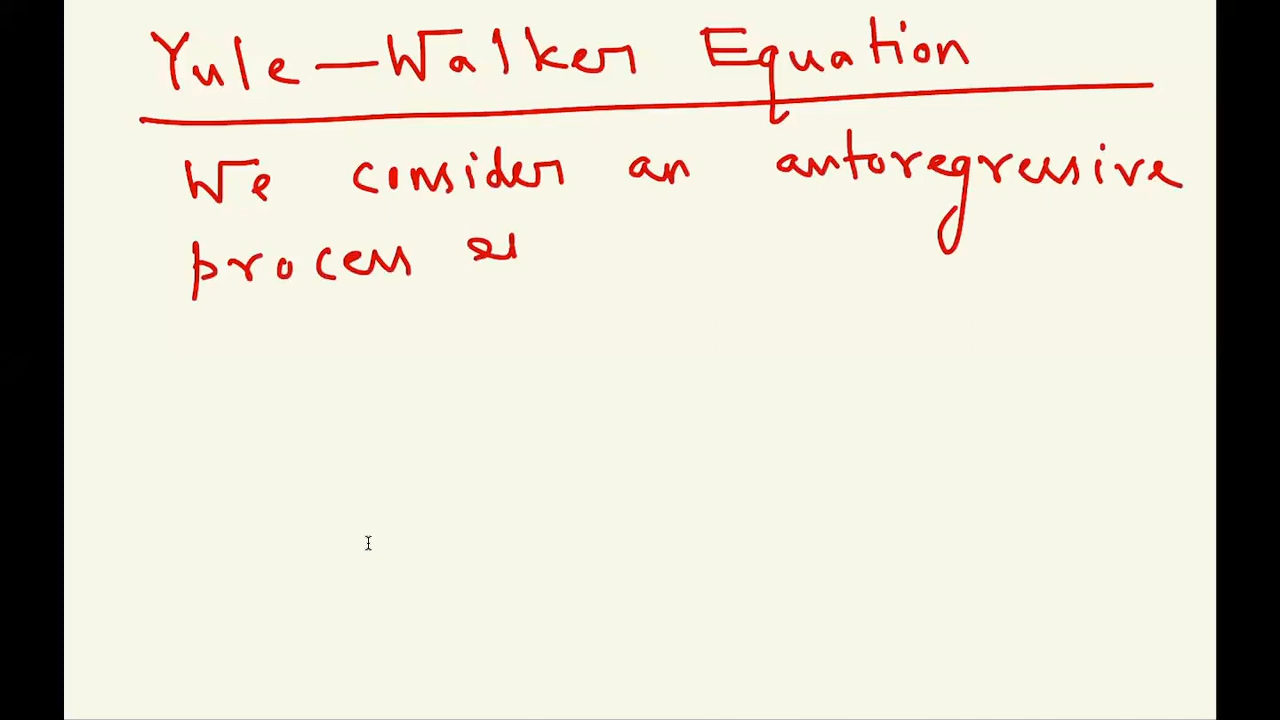 Yule-Walker Equation
We consider an autoregressive
process